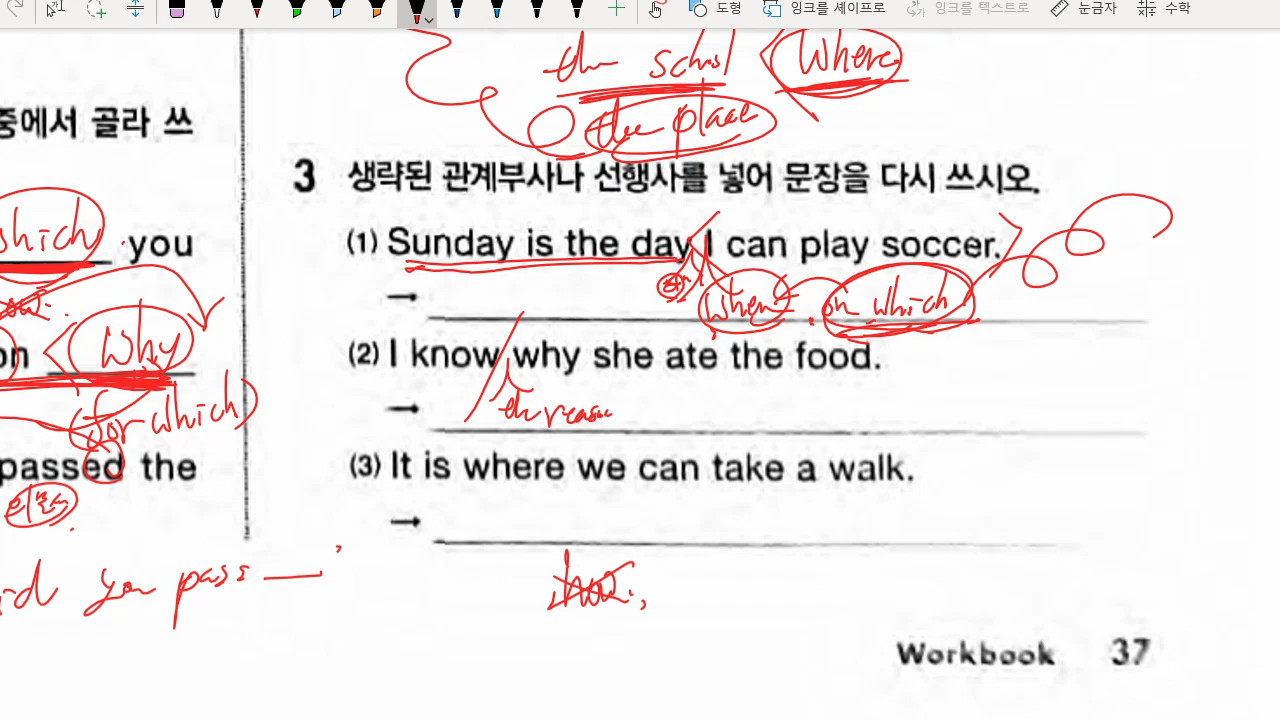 도형 잉크를 셰이프로 잉크를 텍스트로 눈금자 수학
the school where
the place
중에서 골라 쓰
which you
on why
(for which)
passed the
you pass
3 생략된 관계부사나 선행사를 넣어 문장을 다시 쓰시오.
(1) Sunday is the day I can play soccer.
→ when on which
(2) I know why she ate the food.
→ the reason
(3) It is where we can take a walk.
→
how
Workbook 37